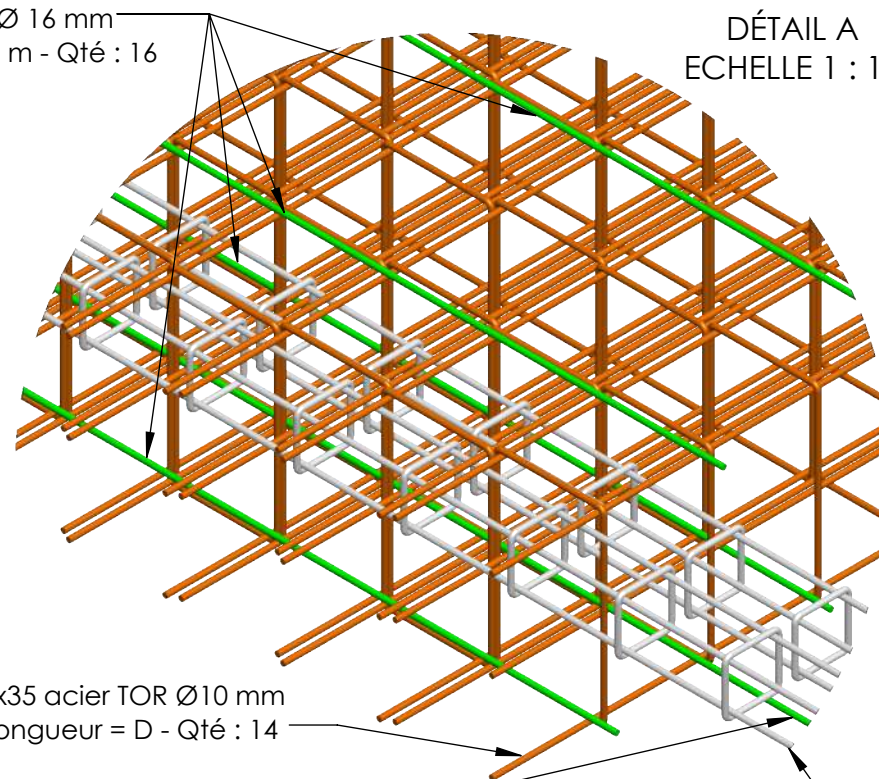 Ø 16 mm
m - Qté : 16
DÉTAIL A
ECHELLE 1 : 1
x35 acier TOR Ø10 mm
ongueur = D - Qté : 14